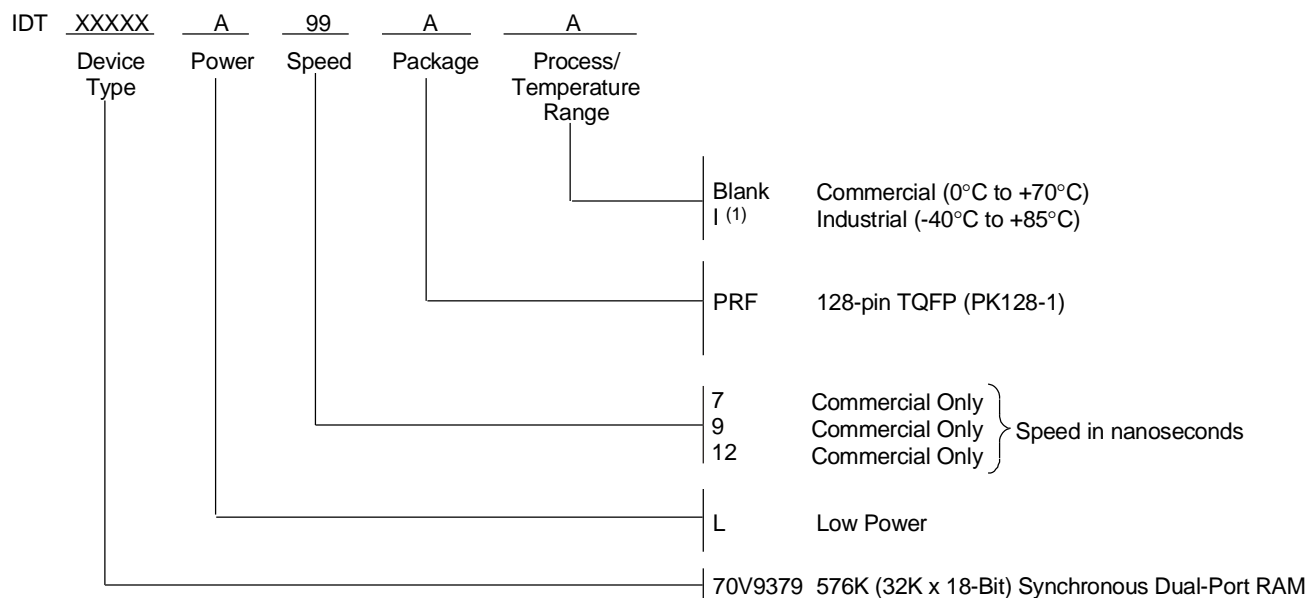 IDT XXXXX A 99 A A
Device Type Power Speed Package Process/ Temperature Range
Blank Commercial (0°C to +70°C)
I (1) Industrial (-40°C to +85°C)
PRF 128-pin TQFP (PK128-1)
7 Commercial Only
9 Commercial Only Speed in nanoseconds
12 Commercial Only
L Low Power
70V9379 576K (32K x 18-Bit) Synchronous Dual-Port RAM